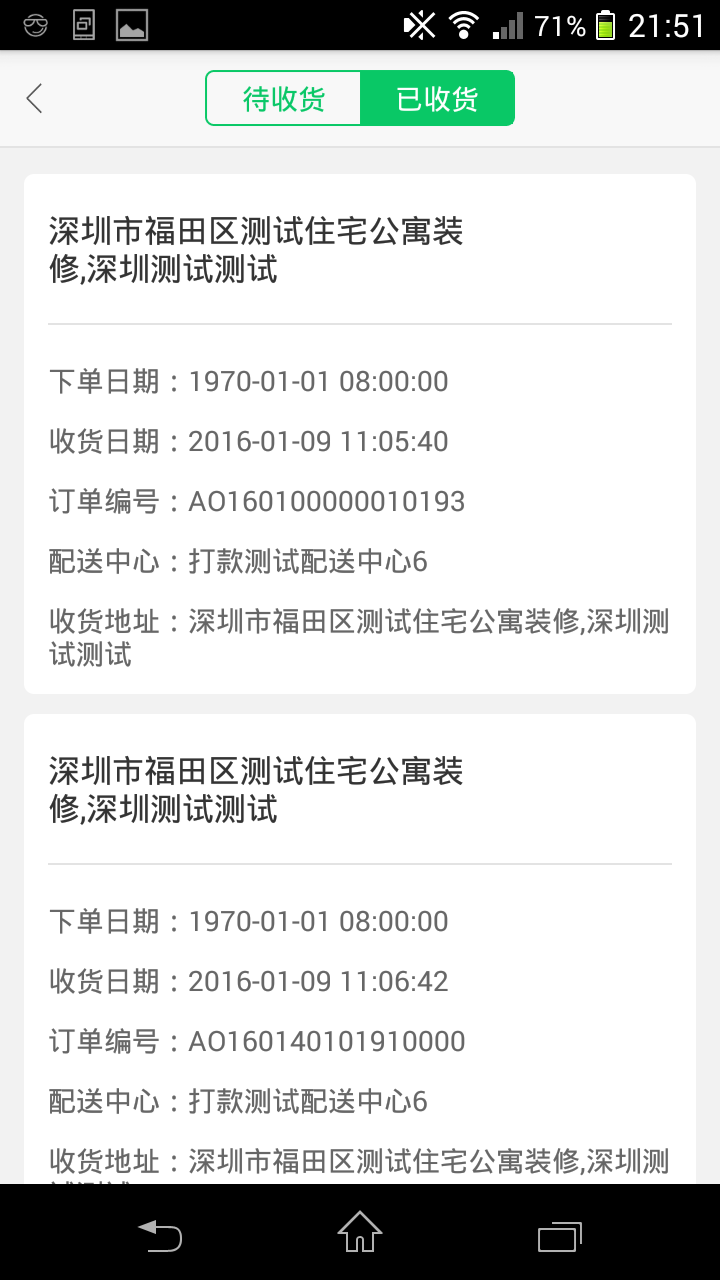 71% 21:51
待收货 已收货
深圳市福田区测试住宅公寓装
修,深圳测试测试
下单日期：1970-01-01 08:00:00
收货日期：2016-01-09 11:05:40
订单编号：AO160100000010193
配送中心：打款测试配送中心6
收货地址：深圳市福田区测试住宅公寓装修,深圳测
试测试
深圳市福田区测试住宅公寓装
修,深圳测试测试
下单日期：1970-01-01 08:00:00
收货日期：2016-01-09 11:06:42
订单编号：AO160140101910000
配送中心：打款测试配送中心6
收货地址：深圳市福田区测试住宅公寓装修,深圳测